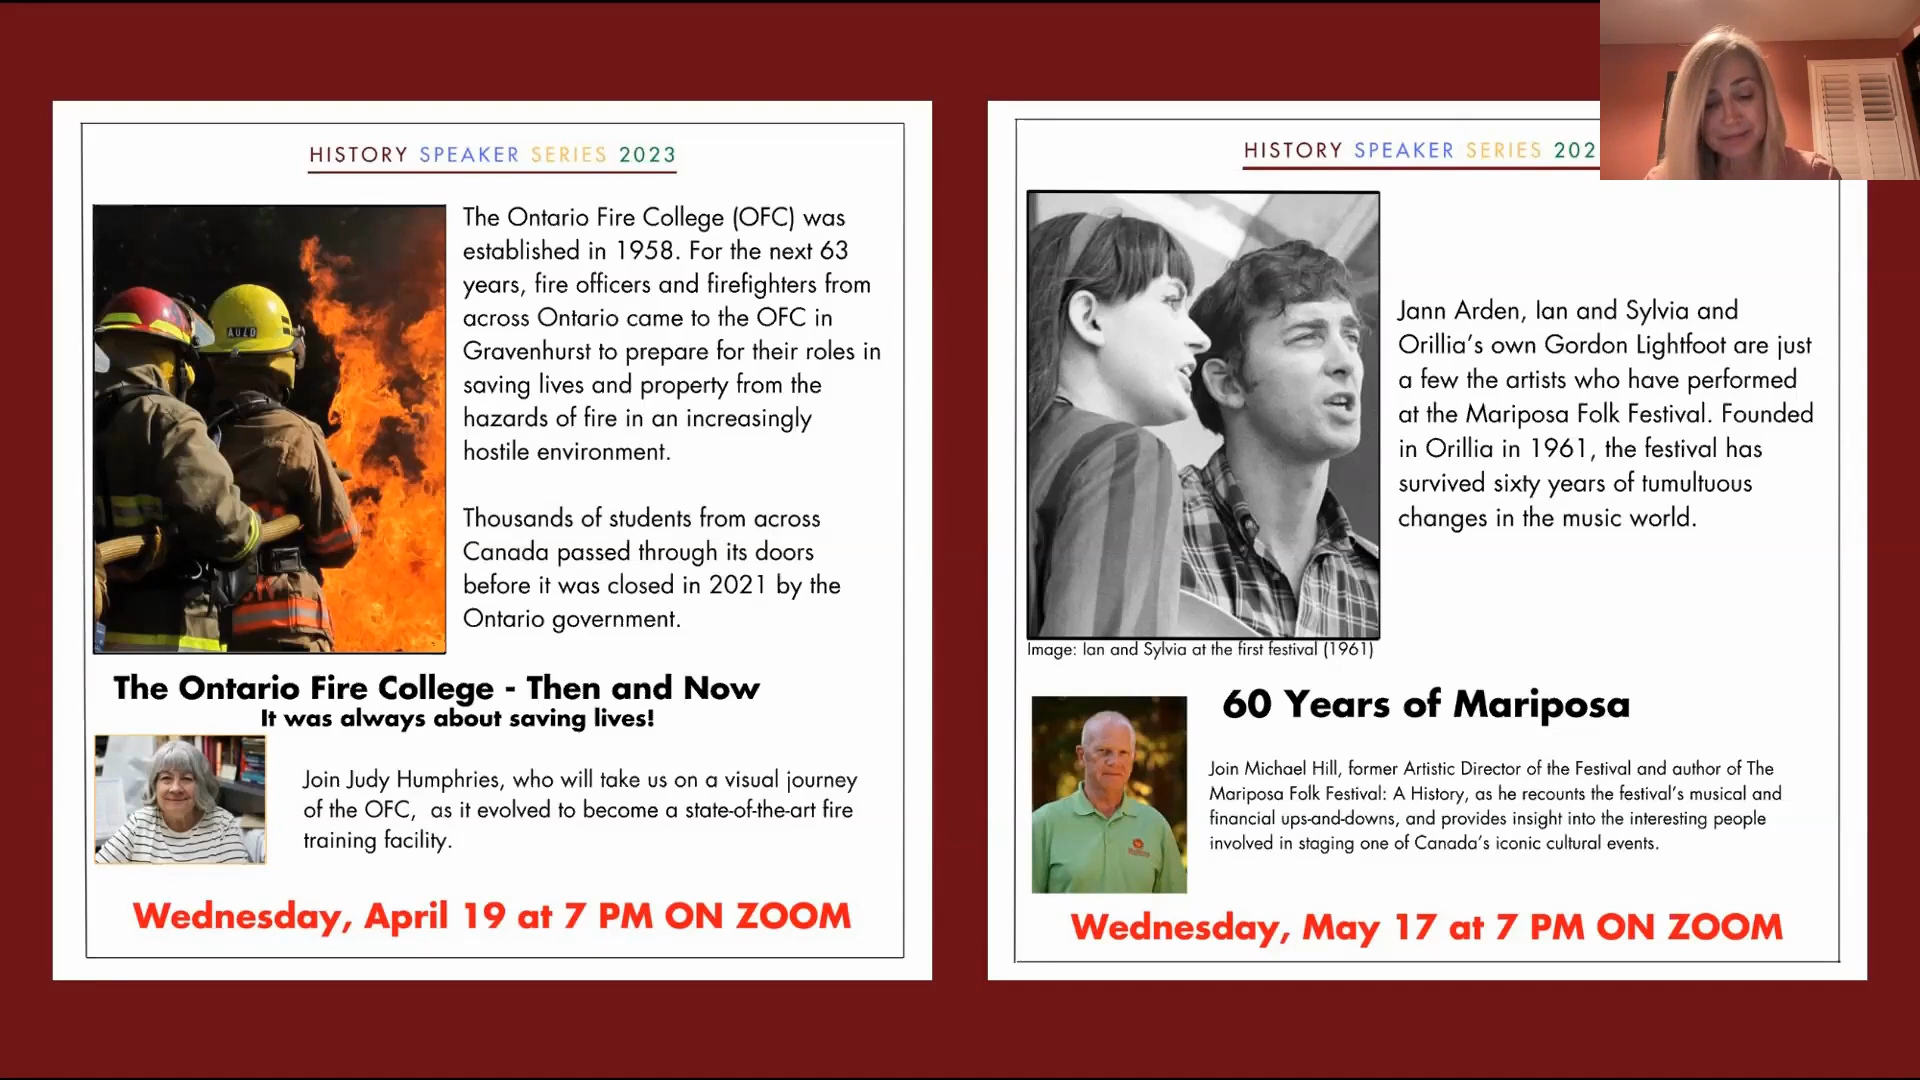 HISTORY SPEAKER SERIES 2023
The Ontario Fire College (OFC) was
established in 1958. For the next 63
years, fire officers and firefighters from
across Ontario came to the OFC in
Gravenhurst to prepare for their roles in
saving lives and property from the
hazards of fire in an increasingly
hostile environment.
Thousands of students from across
Canada passed through its doors
before it was closed in 2021 by the
Ontario government.
The Ontario Fire College - Then and Now
It was always about saving lives!
Join Judy Humphries, who will take us on a visual journey
of the OFC, as it evolved to become a state-of-the-art fire
training facility.
Wednesday, April 19 at 7 PM ON ZOOM
HISTORY SPEAKER SERIES 202
Jann Arden, Ian and Sylvia and
Orillia's own Gordon Lightfoot are just
a few the artists who have performed
at the Mariposa Folk Festival. Founded
in Orillia in 1961, the festival has
survived sixty years of tumultuous
changes in the music world.
Image: Ian and Sylvia at the first festival (1961)
60 Years of Mariposa
Join Michael Hill, former Artistic Director of the Festival and author of The
Mariposa Folk Festival: A History, as he recounts the festival's musical and
financial ups-and-downs, and provides insight into the interesting people
involved in staging one of Canada's iconic cultural events.
Wednesday, May 17 at 7 PM ON ZOOM